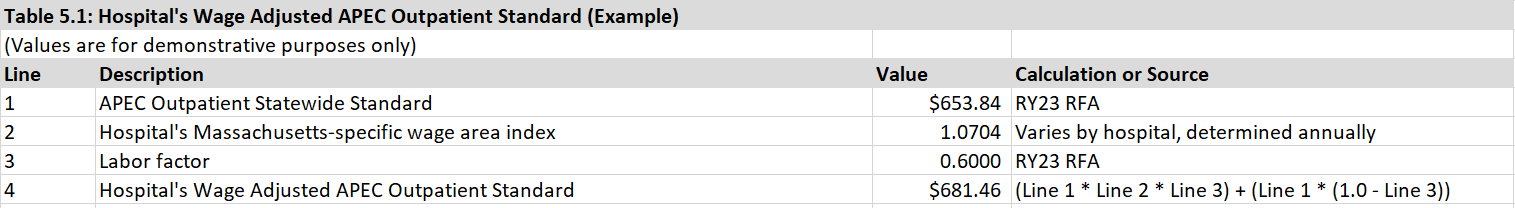 Table 5.1: Hospital's Wage Adjusted APEC Outpatient Standard (Example)
(Values are for demonstrative purposes only)
Line Description Value Calculation or Source
1 APEC Outpatient Statewide Standard $653.84 RY23 RFA
2 Hospital's Massachusetts-specific wage area index 1.0704 Varies by hospital, determined annually
3 Labor factor 0.6000 RY23 RFA
4 Hospital's Wage Adjusted APEC Outpatient Standard $681.46 (Line 1 * Line 2 * Line 3) + (Line 1 * (1.0 - Line 3))